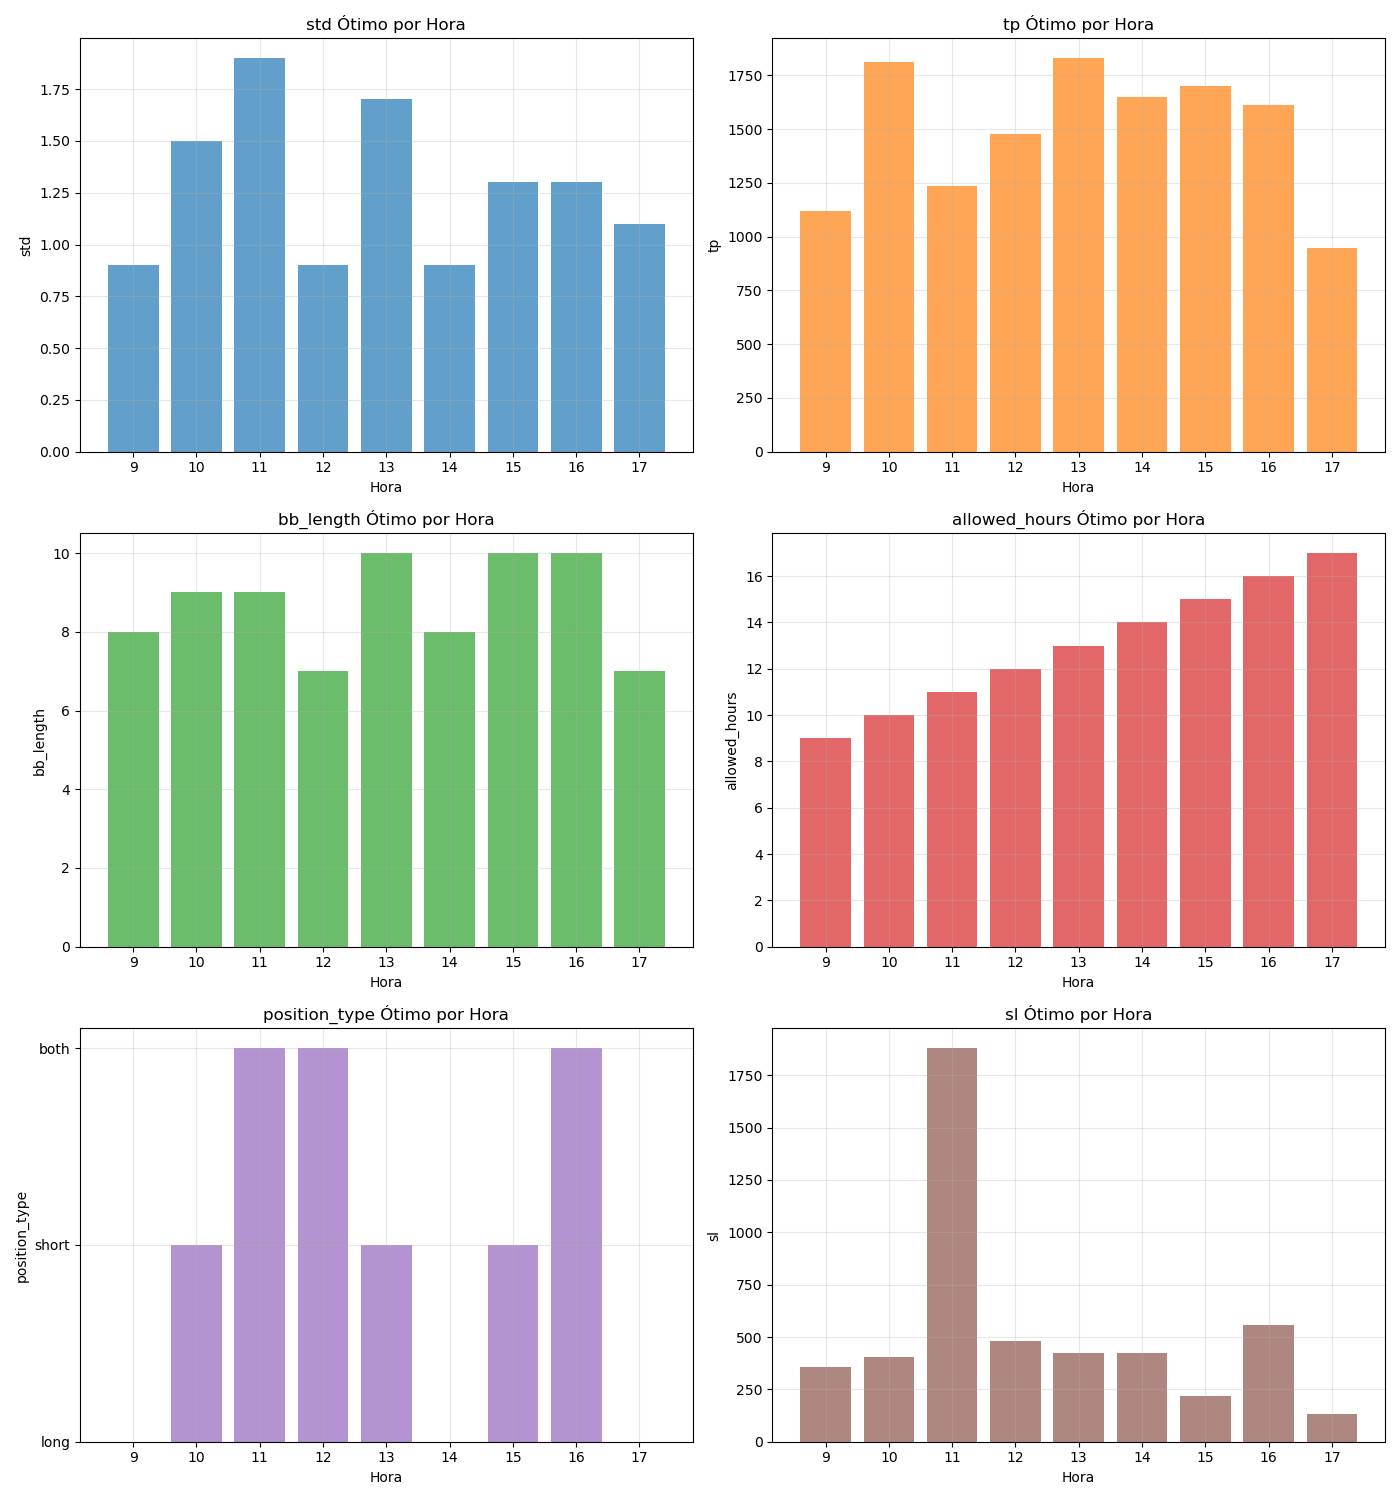 std Ótimo por Hora
1.75
1.50
1.25
1.00
0.75
0.50
0.25
0.00
std
9 10 11 12 13 14 15 16 17
Hora
tp Ótimo por Hora
1750
1500
1250
1000
750
500
250
0
tp
9 10 11 12 13 14 15 16 17
Hora
bb_length Ótimo por Hora
10
8
6
4
2
0
bb_length
9 10 11 12 13 14 15 16 17
Hora
allowed_hours Ótimo por Hora
16
14
12
10
8
6
4
2
0
allowed_hours
9 10 11 12 13 14 15 16 17
Hora
position_type Ótimo por Hora
both
short
long
position_type
9 10 11 12 13 14 15 16 17
Hora
sl Ótimo por Hora
1750
1500
1250
1000
750
500
250
0
sl
9 10 11 12 13 14 15 16 17
Hora